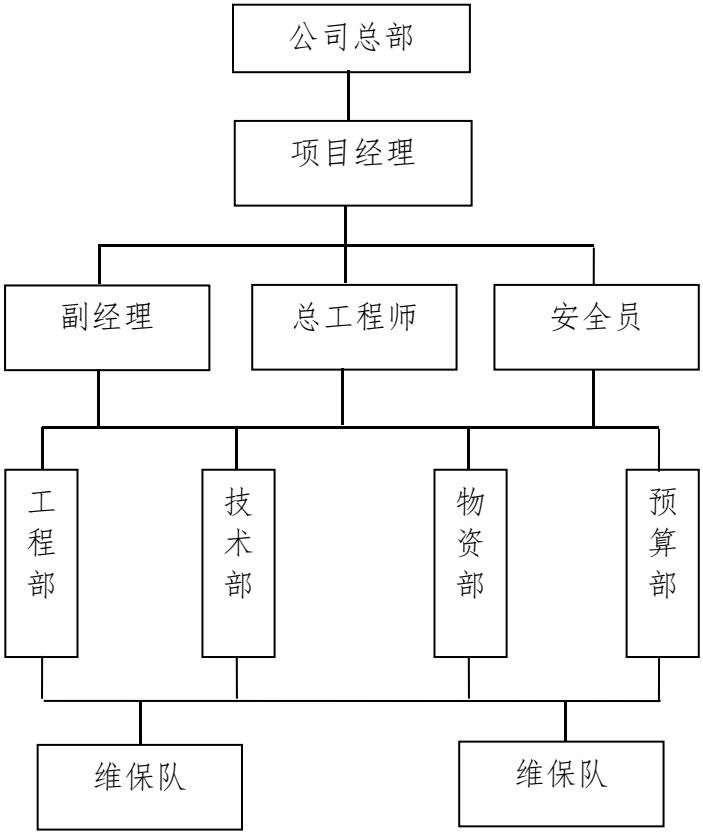 公司总部
项目经理
副经理
总工程师
安全员
工程部
技术部
物资部
预算部
维保队
维保队